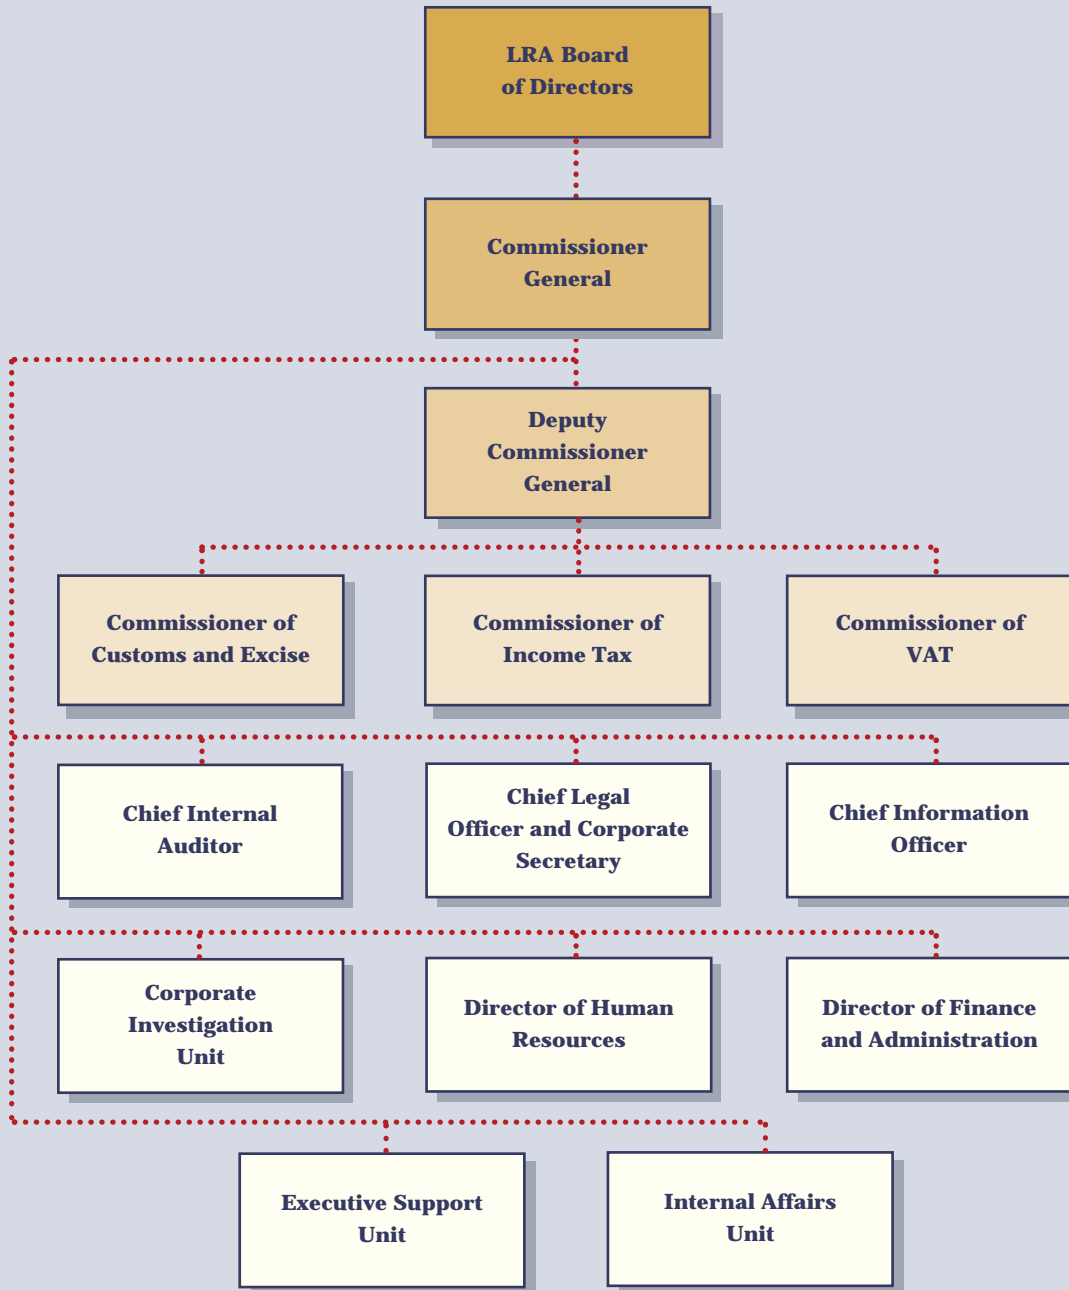 LRA Board
of Directors
Commissioner
General
Deputy
Commissioner
General
Commissioner of
Customs and Excise
Commissioner of
Income Tax
Commissioner of
VAT
Chief Internal
Auditor
Chief Legal
Officer and Corporate
Secretary
Chief Information
Officer
Corporate
Investigation
Unit
Director of Human
Resources
Director of Finance
and Administration
Executive Support
Unit
Internal Affairs
Unit